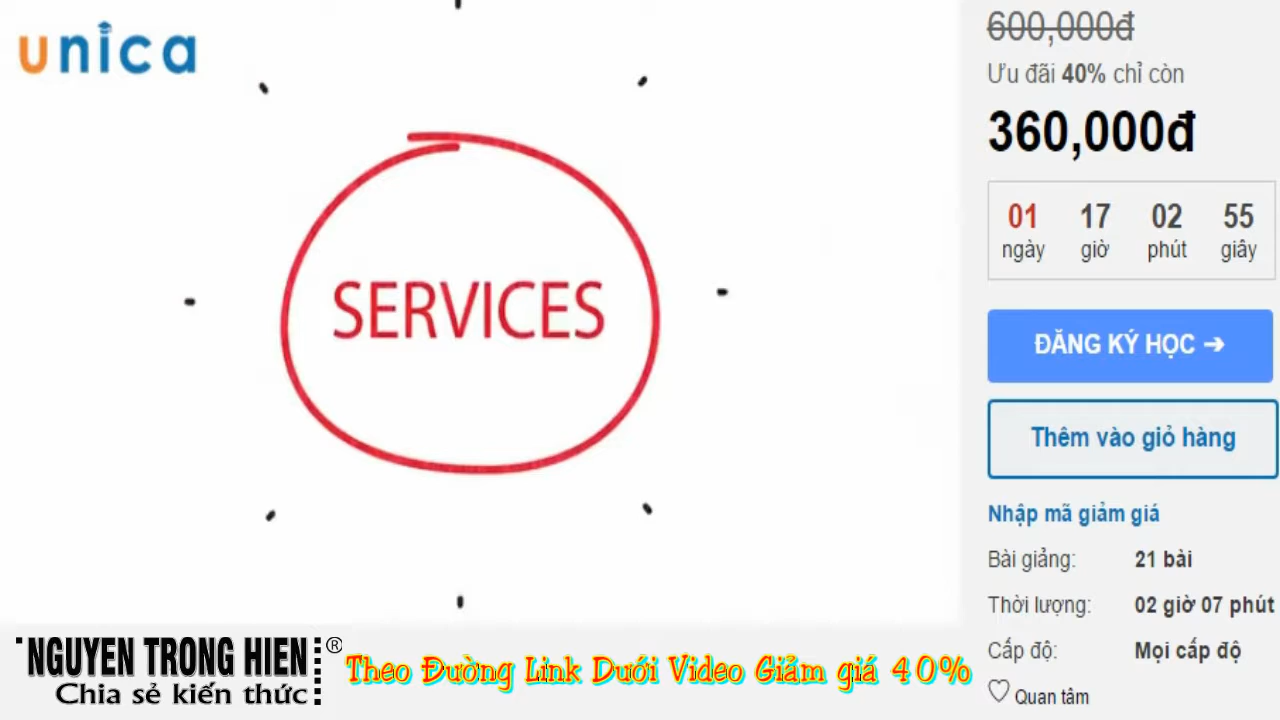 unica
SERVICES
600,000đ
Ưu đãi 40% chỉ còn
360,000đ
01 17 02 55
ngày giờ phút giây
ĐĂNG KÝ HỌC ➔
Thêm vào giỏ hàng
Nhập mã giảm giá
Bài giảng: 21 bài
Thời lượng: 02 giờ 07 phút
Cấp độ: Mọi cấp độ
Quan tâm
NGUYEN TRONG HIEN ®
Chia sẻ kiến thức
Theo Đường Link Dưới Video Giảm giá 40%